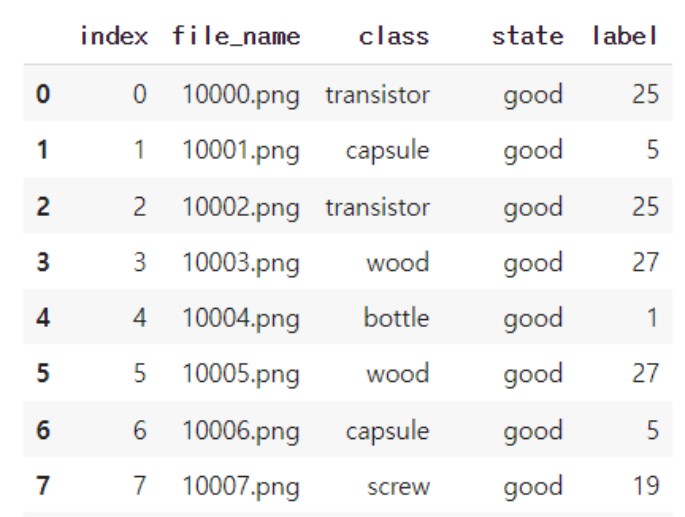 index file_name class state label
0 0 10000.png transistor good 25
1 1 10001.png capsule good 5
2 2 10002.png transistor good 25
3 3 10003.png wood good 27
4 4 10004.png bottle good 1
5 5 10005.png wood good 27
6 6 10006.png capsule good 5
7 7 10007.png screw good 19